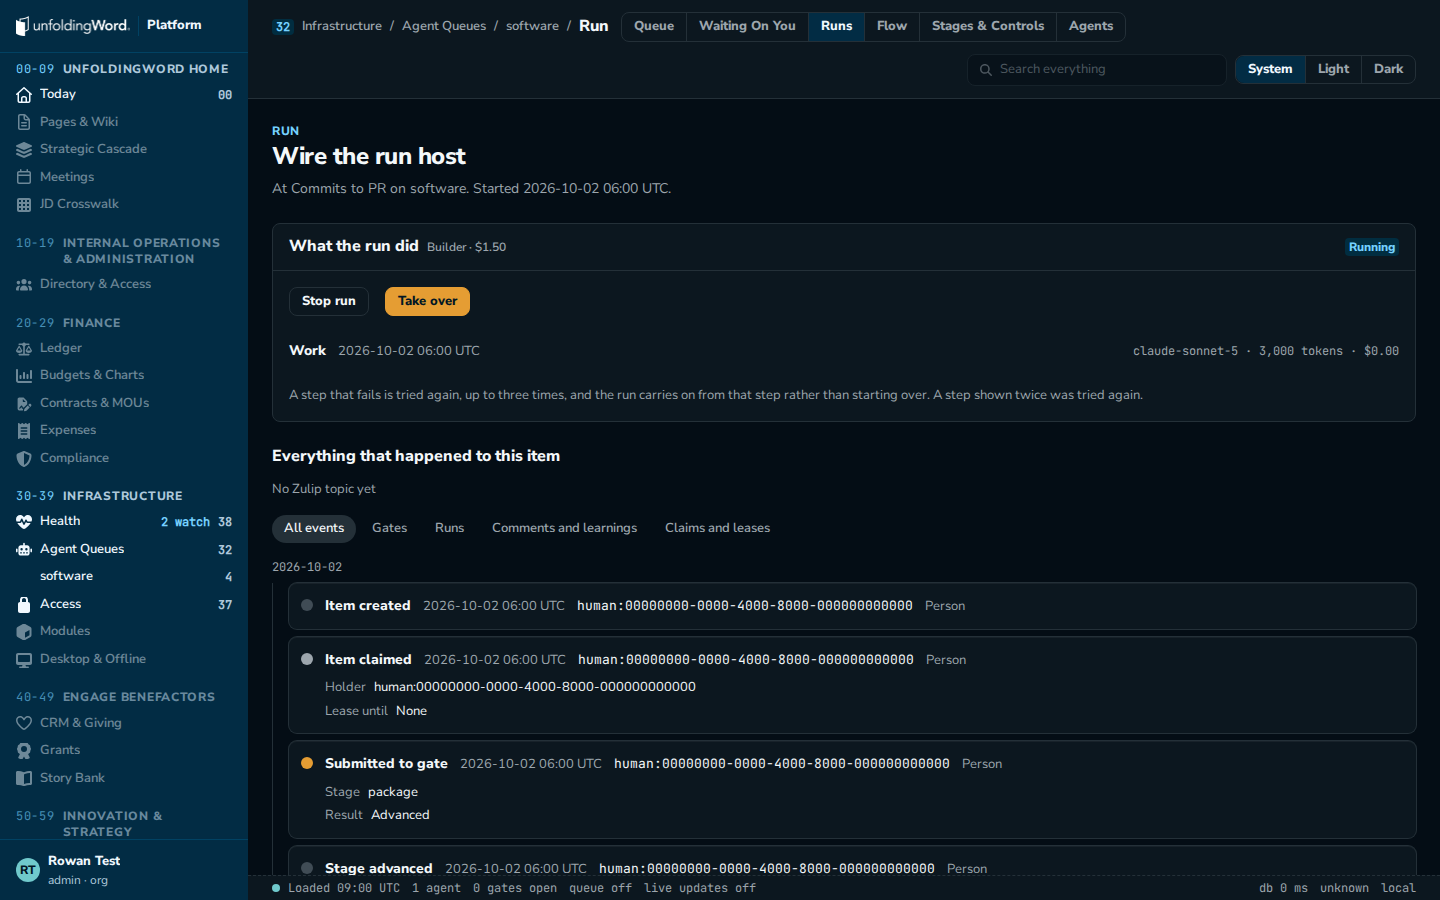 unfoldingWord Platform
00-09 UNFOLDINGWORD HOME
Today 00
Pages & Wiki
Strategic Cascade
Meetings
JD Crosswalk
10-19 INTERNAL OPERATIONS
& ADMINISTRATION
Directory & Access
20-29 FINANCE
Ledger
Budgets & Charts
Contracts & MOUs
Expenses
Compliance
30-39 INFRASTRUCTURE
Health 2 watch 38
Agent Queues 32
software 4
Access 37
Modules
Desktop & Offline
40-49 ENGAGE BENEFACTORS
CRM & Giving
Grants
Story Bank
50-59 INNOVATION &
STRATEGY
RT Rowan Test
admin · org
32 Infrastructure / Agent Queues / software / Run Queue Waiting On You Runs Flow Stages & Controls Agents
Search everything System Light Dark
RUN
Wire the run host
At Commits to PR on software. Started 2026-10-02 06:00 UTC.
What the run did Builder · $1.50 Running
Stop run Take over
Work 2026-10-02 06:00 UTC claude-sonnet-5 · 3,000 tokens · $0.00
A step that fails is tried again, up to three times, and the run carries on from that step rather than starting over. A step shown twice was tried again.
Everything that happened to this item
No Zulip topic yet
All events Gates Runs Comments and learnings Claims and leases
2026-10-02
Item created 2026-10-02 06:00 UTC human:00000000-0000-4000-8000-000000000000 Person
Item claimed 2026-10-02 06:00 UTC human:00000000-0000-4000-8000-000000000000 Person
Holder human:00000000-0000-4000-8000-000000000000
Lease until None
Submitted to gate 2026-10-02 06:00 UTC human:00000000-0000-4000-8000-000000000000 Person
Stage package
Result Advanced
Stage advanced 2026-10-02 06:00 UTC human:00000000-0000-4000-8000-000000000000 Person
Loaded 09:00 UTC 1 agent 0 gates open queue off live updates off db 0 ms unknown local